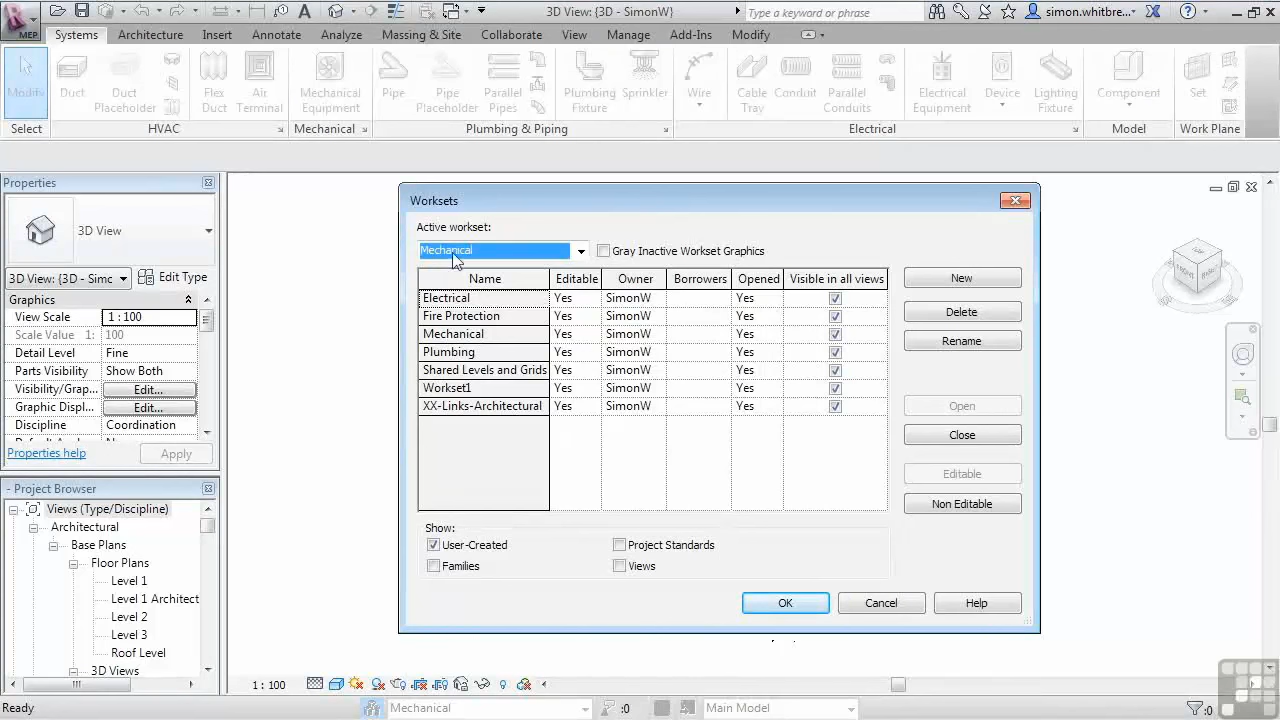 3D View: {3D - SimonW}
Type a keyword or phrase
simon.whitbre...
MEP
Systems
Architecture
Insert
Annotate
Analyze
Massing & Site
Collaborate
View
Manage
Add-Ins
Modify
Modify
Duct
Duct Placeholder
Flex Duct
Air Terminal
Mechanical Equipment
Pipe
Pipe Placeholder
Parallel Pipes
Plumbing Fixture
Sprinkler
Wire
Cable Tray
Conduit
Parallel Conduits
Electrical Equipment
Device
Lighting Fixture
Component
Set
Select
HVAC
Mechanical
Plumbing & Piping
Electrical
Model
Work Plane
Properties
3D View
3D View: {3D - Simc
Edit Type
Graphics
View Scale 1 : 100
Scale Value 1: 100
Detail Level Fine
Parts Visibility Show Both
Visibility/Grap... Edit...
Graphic Displ... Edit...
Discipline Coordination
Properties help
Apply
- Project Browser
Views (Type/Discipline)
Architectural
Base Plans
Floor Plans
Level 1
Level 1 Architect
Level 2
Level 3
Roof Level
3D Views
Worksets
Active workset:
Mechanical
Gray Inactive Workset Graphics
Name Editable Owner Borrowers Opened Visible in all views
Electrical Yes SimonW Yes
Fire Protection Yes SimonW Yes
Mechanical Yes SimonW Yes
Plumbing Yes SimonW Yes
Shared Levels and Grids Yes SimonW Yes
Workset1 Yes SimonW Yes
XX-Links-Architectural Yes SimonW Yes
New
Delete
Rename
Open
Close
Editable
Non Editable
Show:
User-Created
Project Standards
Families
Views
OK
Cancel
Help
1 : 100
Ready
Mechanical
:0
Main Model
:0